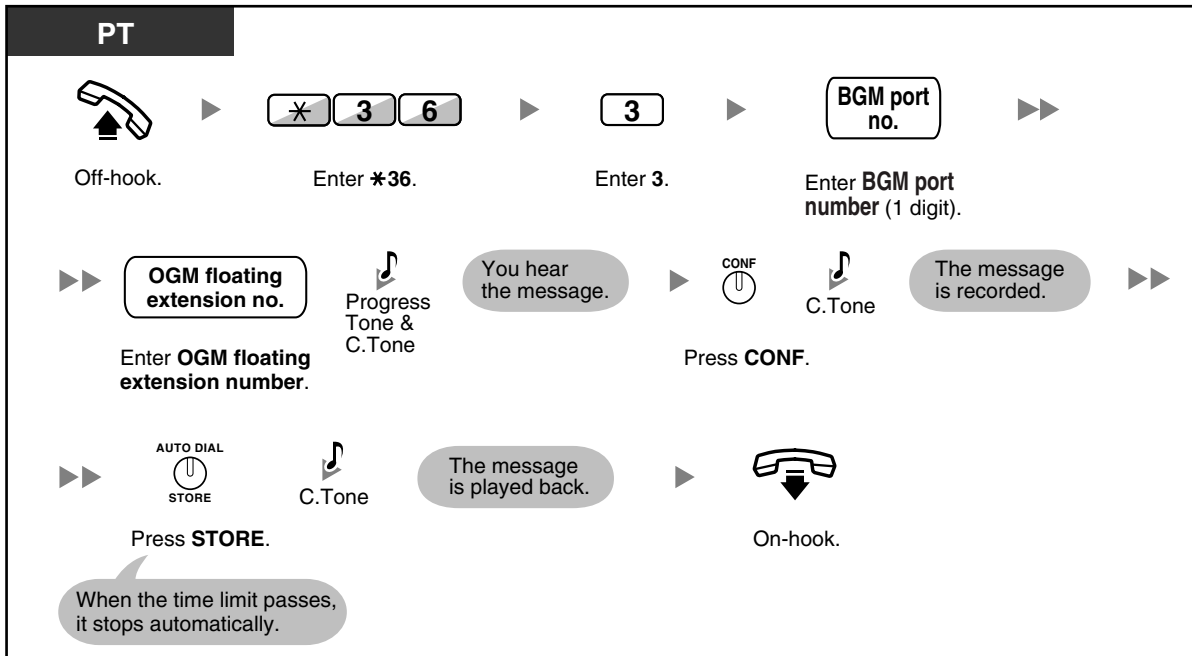 PT
✳ 3 6
3
BGM port
no.
Off-hook.
Enter ✳36.
Enter 3.
Enter BGM port
number (1 digit).
OGM floating
extension no.
Progress
Tone &
C.Tone
You hear
the message.
CONF
C.Tone
The message
is recorded.
Enter OGM floating
extension number.
Press CONF.
AUTO DIAL
STORE
C.Tone
The message
is played back.
Press STORE.
On-hook.
When the time limit passes,
it stops automatically.